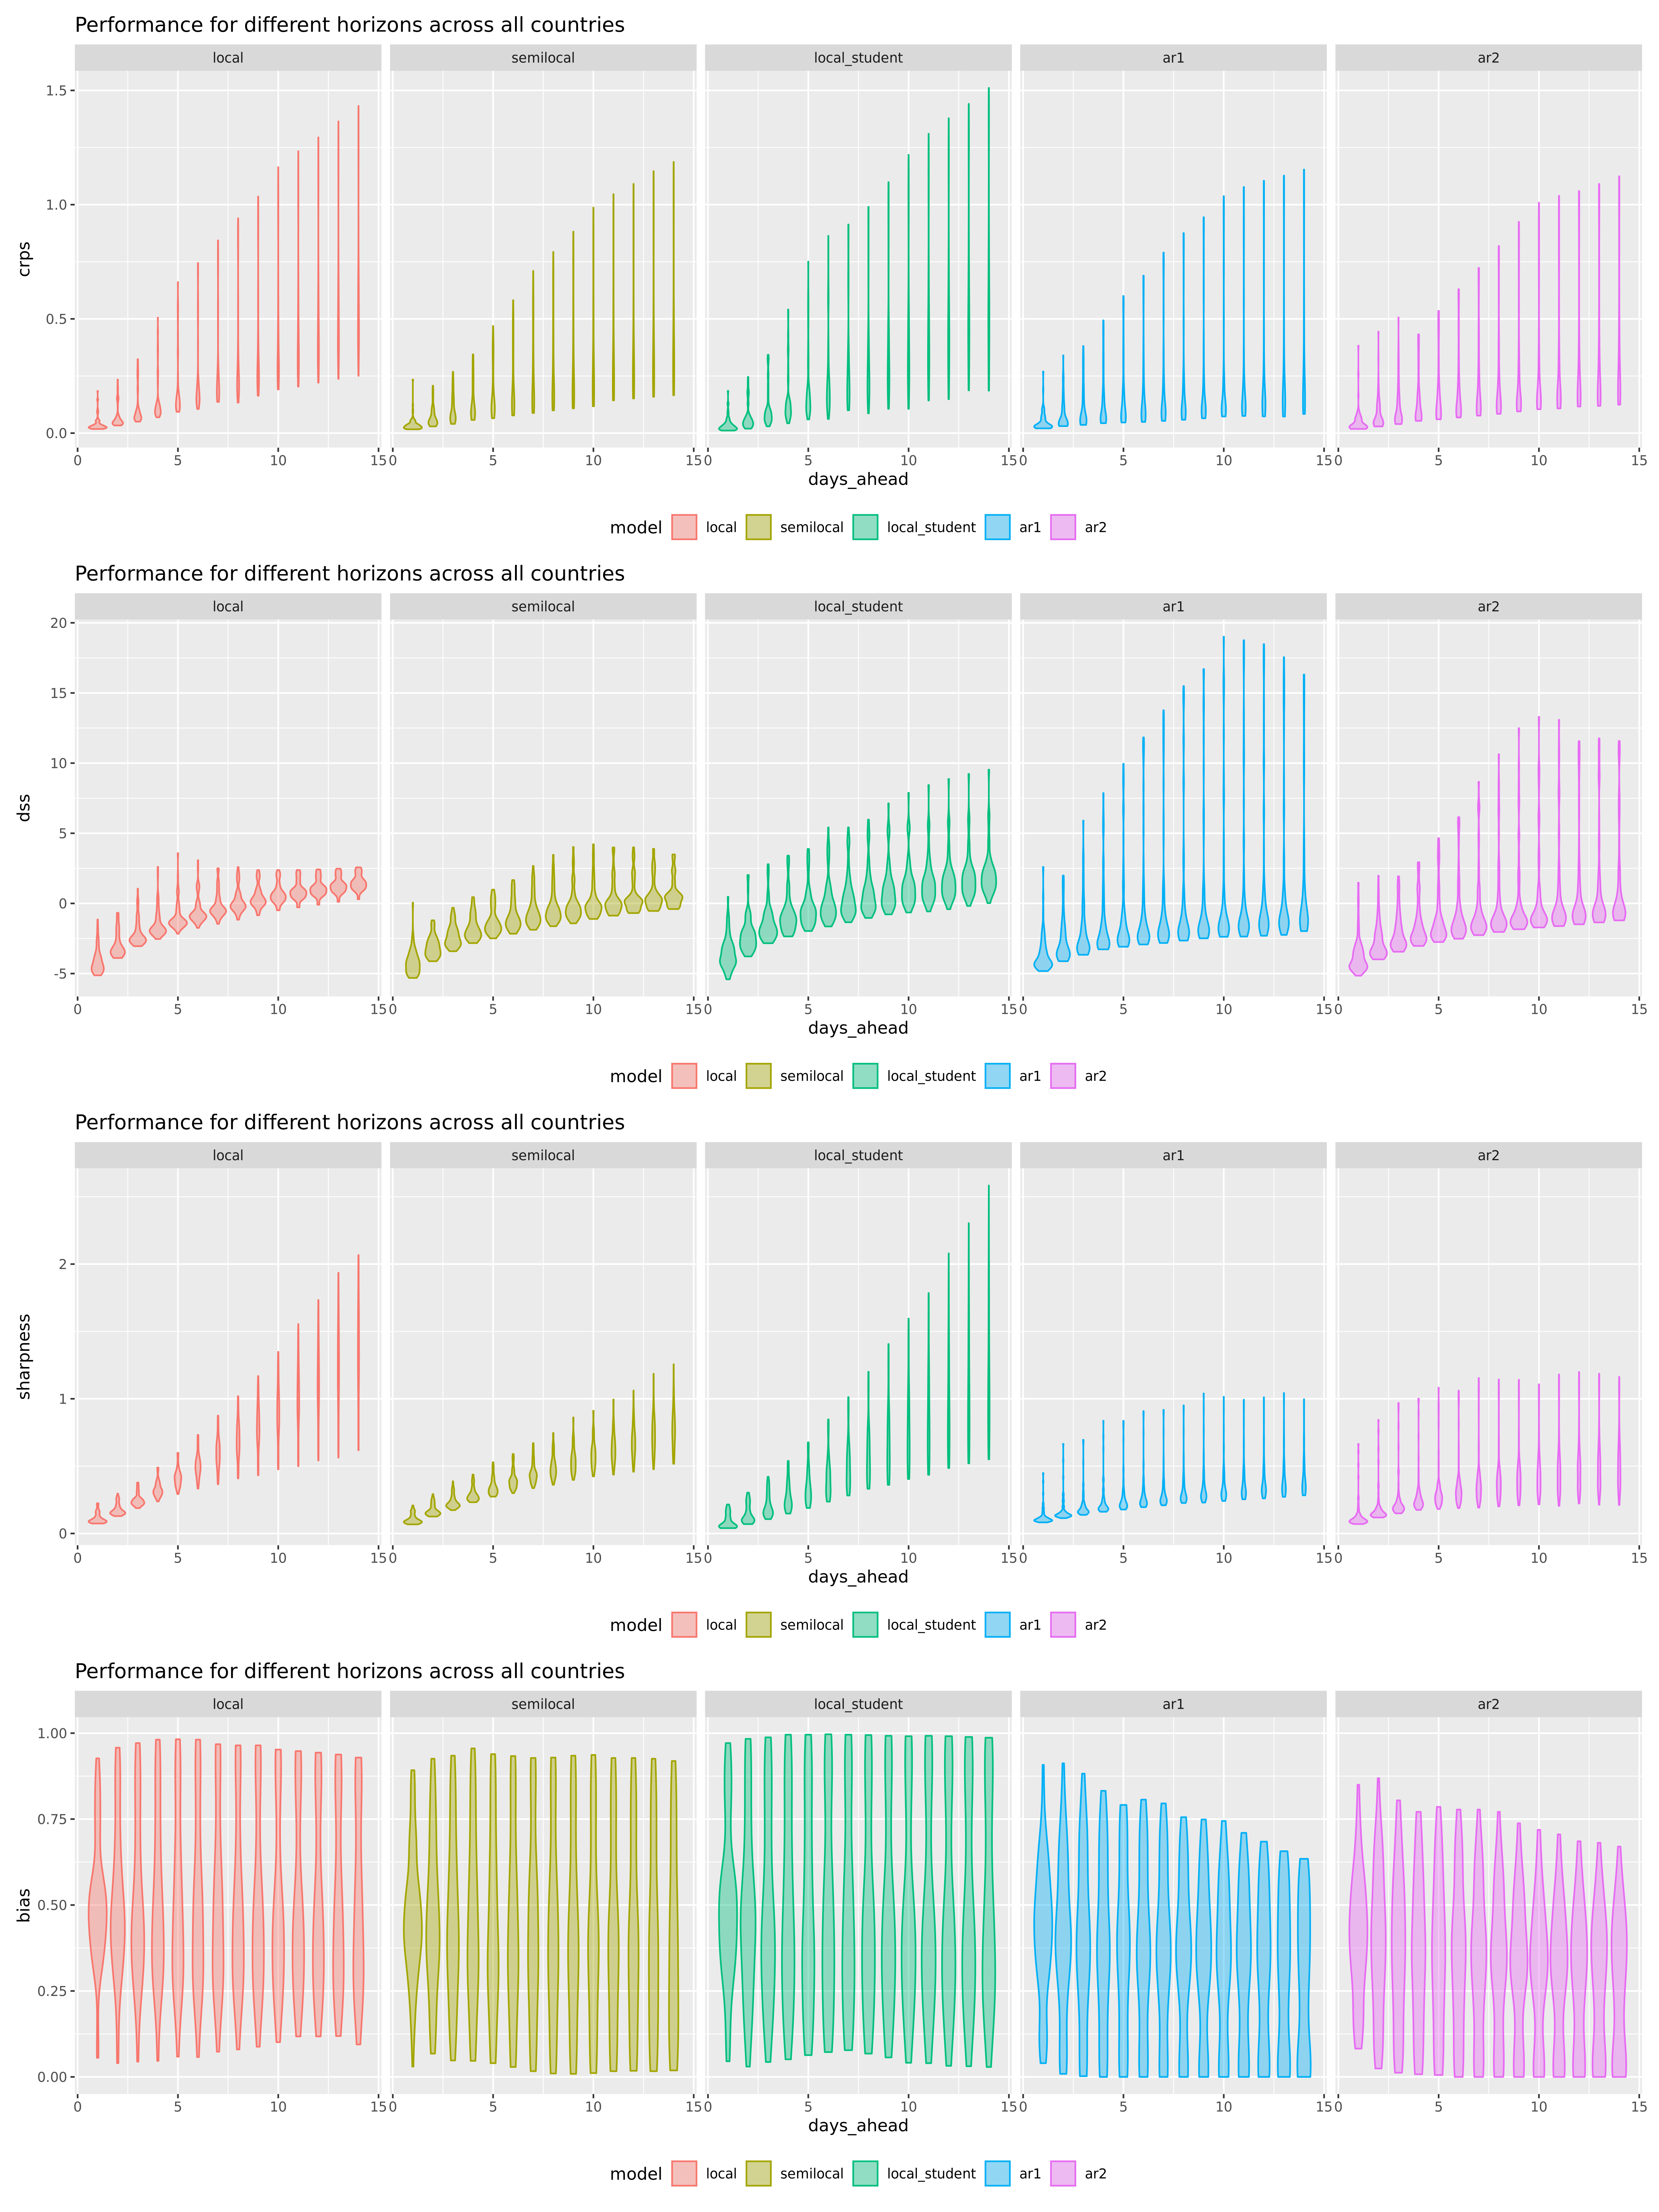 Performance for different horizons across all countries
local semilocal local_student ar1 ar2
1.5
1.0
0.5
0.0
crps
0 5 10 15 0 5 10 15 0 5 10 15 0 5 10 15 0 5 10 15
days_ahead
model local semilocal local_student ar1 ar2
Performance for different horizons across all countries
local semilocal local_student ar1 ar2
20
15
10
5
0
-5
dss
0 5 10 15 0 5 10 15 0 5 10 15 0 5 10 15 0 5 10 15
days_ahead
model local semilocal local_student ar1 ar2
Performance for different horizons across all countries
local semilocal local_student ar1 ar2
2
1
0
sharpness
0 5 10 15 0 5 10 15 0 5 10 15 0 5 10 15 0 5 10 15
days_ahead
model local semilocal local_student ar1 ar2
Performance for different horizons across all countries
local semilocal local_student ar1 ar2
1.00
0.75
0.50
0.25
0.00
bias
0 5 10 15 0 5 10 15 0 5 10 15 0 5 10 15 0 5 10 15
days_ahead
model local semilocal local_student ar1 ar2